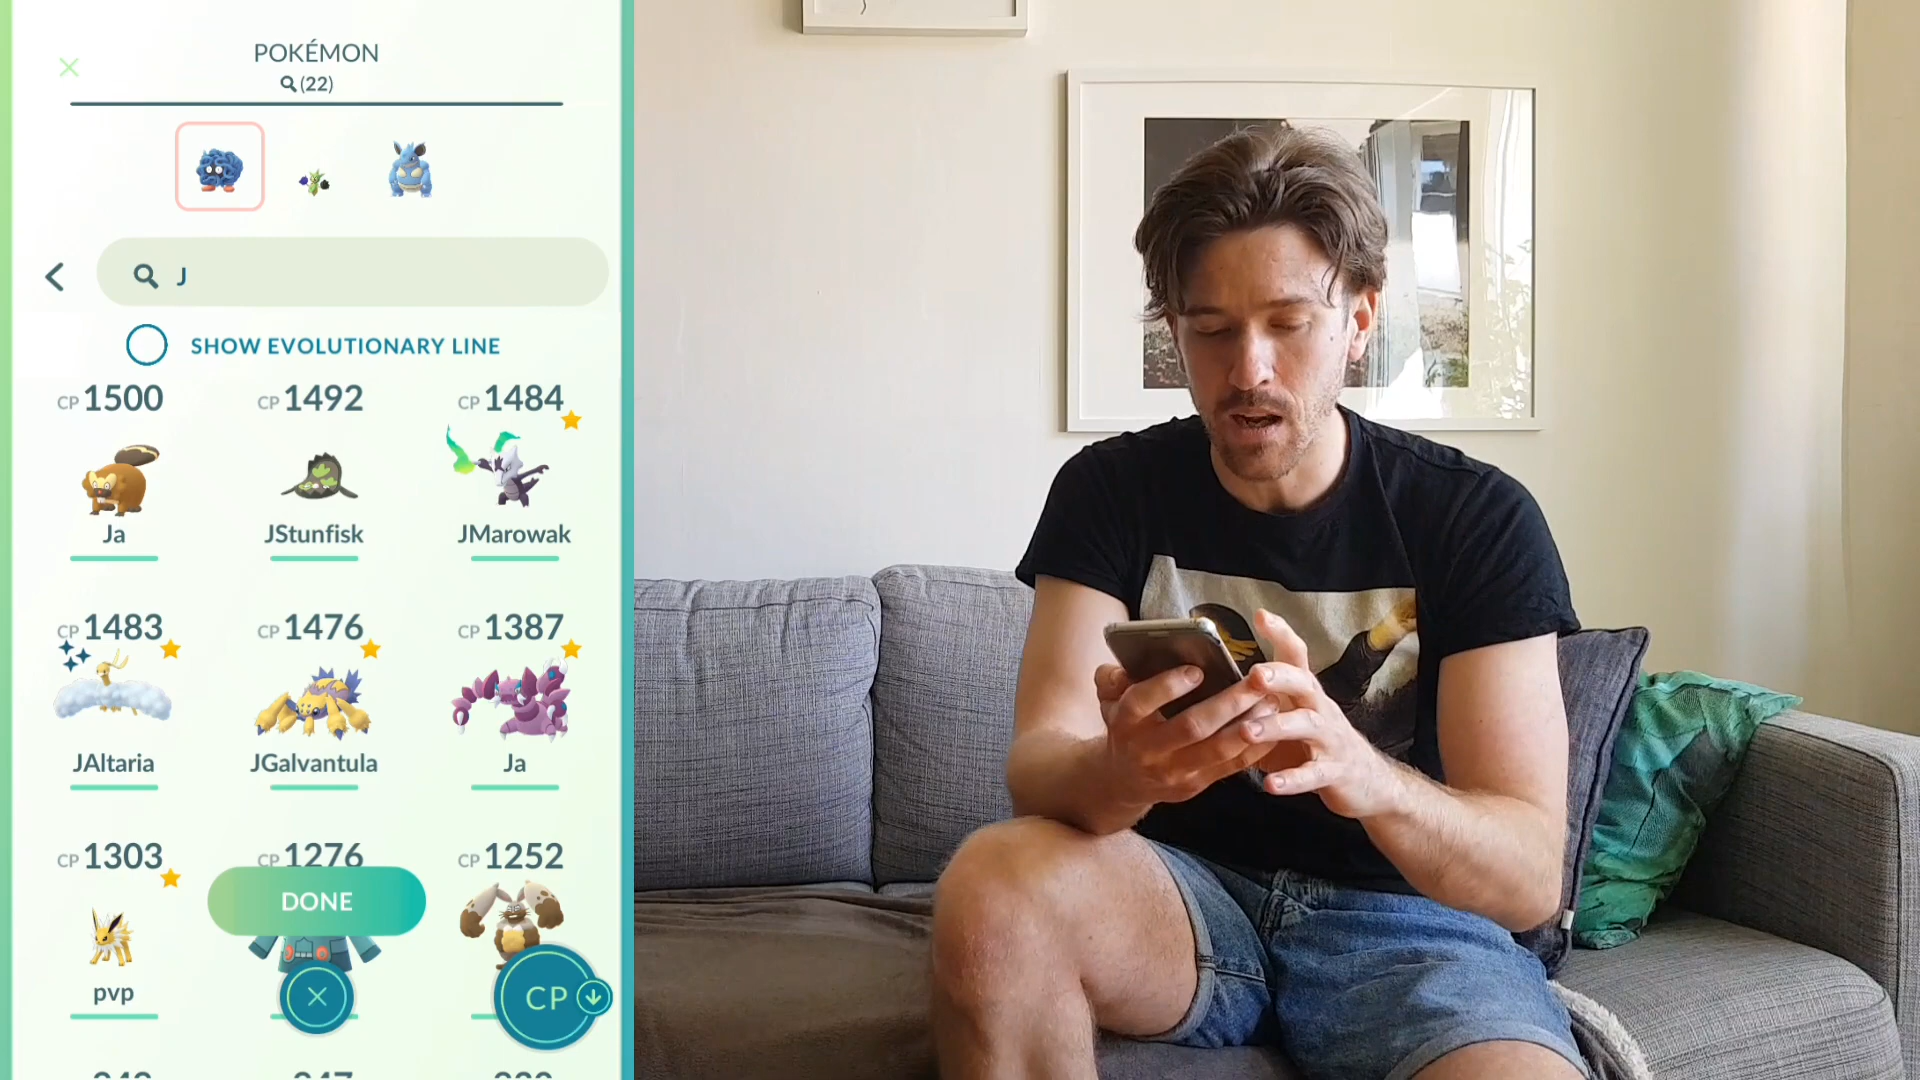 POKÉMON
(22)
J
SHOW EVOLUTIONARY LINE
CP 1500 CP 1492 CP 1484
Ja JStunfisk JMarowak
CP 1483 CP 1476 CP 1387
JAltaria JGalvantula Ja
CP 1303 CP 1276 CP 1252
DONE
CP
pvp